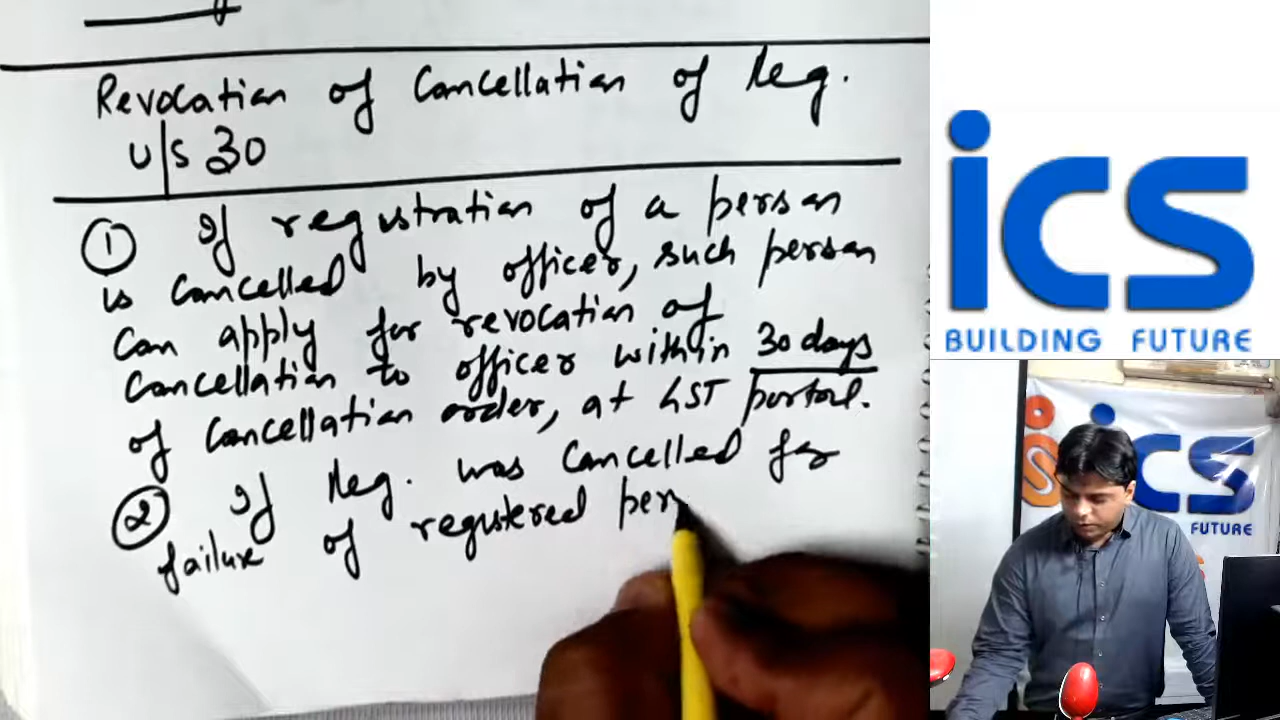 Revocation of Cancellation of Reg.
U/S 30
① If registration of a person
is cancelled by officer, such person
can apply for revocation of
cancellation to officer within 30 days
of cancellation order, at GST portal.
② If Reg. was cancelled for
failure of registered per
ics
BUILDING FUTURE
ics
FUTURE